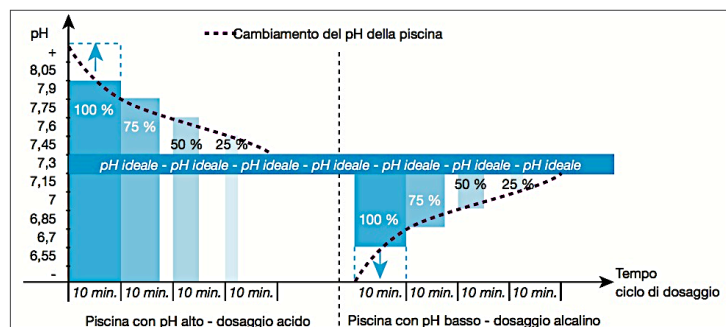 pH
Cambiamento del pH della piscina
+
8,05
7,9
7,75
7,6
7,45
7,3
7,15
7
6,85
6,7
6,55
-
100 %
75 %
50 %
25 %
pH ideale - pH ideale - pH ideale - pH ideale - pH ideale - pH ideale - pH ideale
100 %
75 %
50 %
25 %
10 min. 10 min. 10 min. 10 min.
10 min. 10 min. 10 min. 10 min.
Tempo
ciclo di dosaggio
Piscina con pH alto - dosaggio acido
Piscina con pH basso - dosaggio alcalino